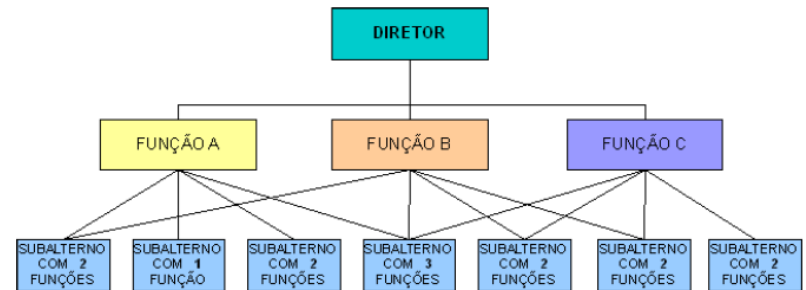 DIRETOR
FUNÇÃO A
FUNÇÃO B
FUNÇÃO C
SUBALTERNO
COM 2
FUNÇÕES
SUBALTERNO
COM 1
FUNÇÃO
SUBALTERNO
COM 2
FUNÇÕES
SUBALTERNO
COM 3
FUNÇÕES
SUBALTERNO
COM 2
FUNÇÕES
SUBALTERNO
COM 2
FUNÇÕES
SUBALTERNO
COM 2
FUNÇÕES